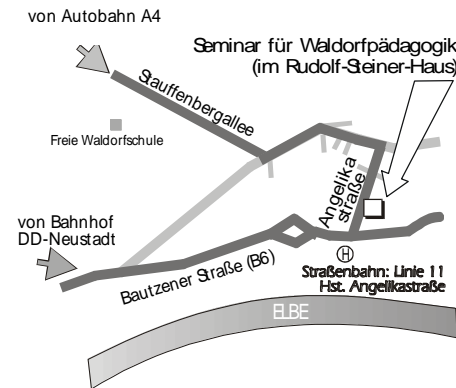 von Autobahn A4
Seminar für Waldorfpädagogik
(im Rudolf-Steiner-Haus)
Stauffenbergallee
Freie Waldorfschule
Angelika
straße
von Bahnhof
DD-Neustadt
Bautzener Straße (B6)
H
Straßenbahn: Linie 11
Hst. Angelikastraße
ELBE